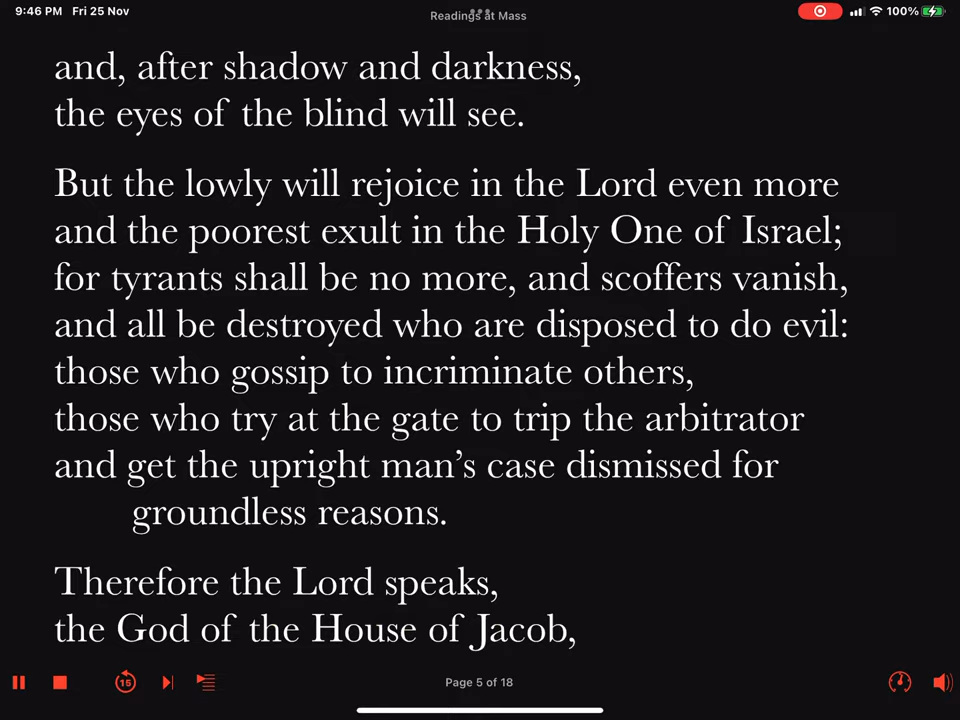 9:46 PM Fri 25 Nov
Readings at Mass
100%
and, after shadow and darkness,
the eyes of the blind will see.
But the lowly will rejoice in the Lord even more
and the poorest exult in the Holy One of Israel;
for tyrants shall be no more, and scoffers vanish,
and all be destroyed who are disposed to do evil:
those who gossip to incriminate others,
those who try at the gate to trip the arbitrator
and get the upright man’s case dismissed for
groundless reasons.
Therefore the Lord speaks,
the God of the House of Jacob,
15
Page 5 of 18